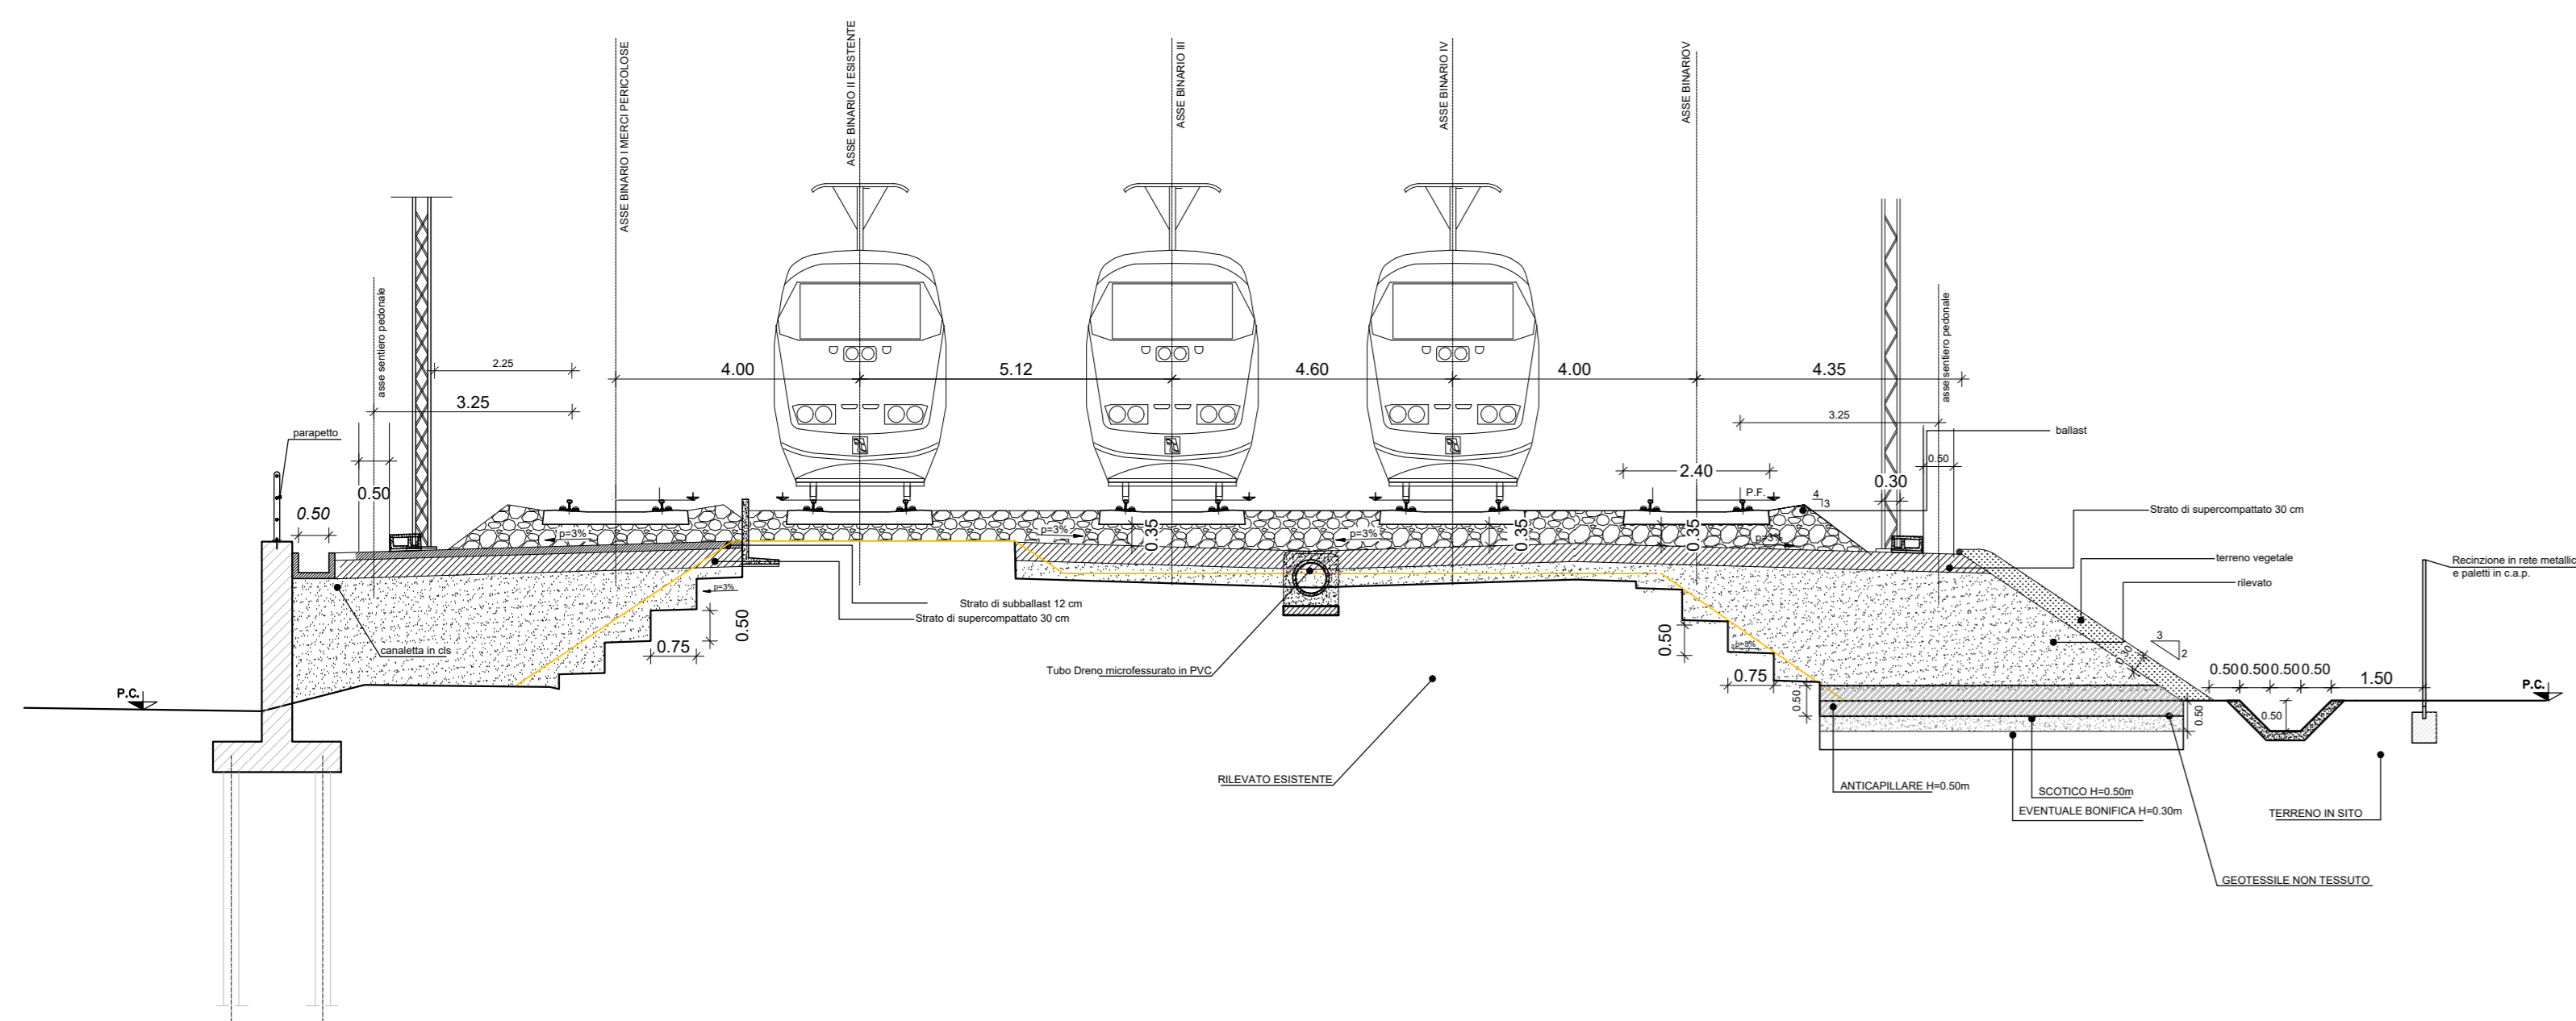 ASSE BINARIO I MERCI PERICOLOSE
ASSE BINARIO II ESISTENTE
ASSE BINARIO III
ASSE BINARIO IV
ASSE BINARIOV
asse sentiero pedonale
asse sentiero pedonale
2.25
3.25
4.00
5.12
4.60
4.00
4.35
3.25
parapetto
ballast
0.50
0.50
2.40
0.50
0.30
P.F.
4
3
Strato di supercompattato 30 cm
p=3%
p=3%
p=3%
p=3%
0.35
0.35
0.35
terreno vegetale
Recinzione in rete metallic
e paletti in c.a.p.
rilevato
p=3%
Strato di subballast 12 cm
Strato di supercompattato 30 cm
0.50
0.75
canaletta in cls
Tubo Dreno microfessurato in PVC
0.50
p=3%
0.75
0.30
3
2
0.50
0.50
0.50
0.50
1.50
P.C.
P.C.
0.50
0.50
0.50
RILEVATO ESISTENTE
ANTICAPILLARE H=0.50m
SCOTICO H=0.50m
EVENTUALE BONIFICA H=0.30m
TERRENO IN SITO
GEOTESSILE NON TESSUTO